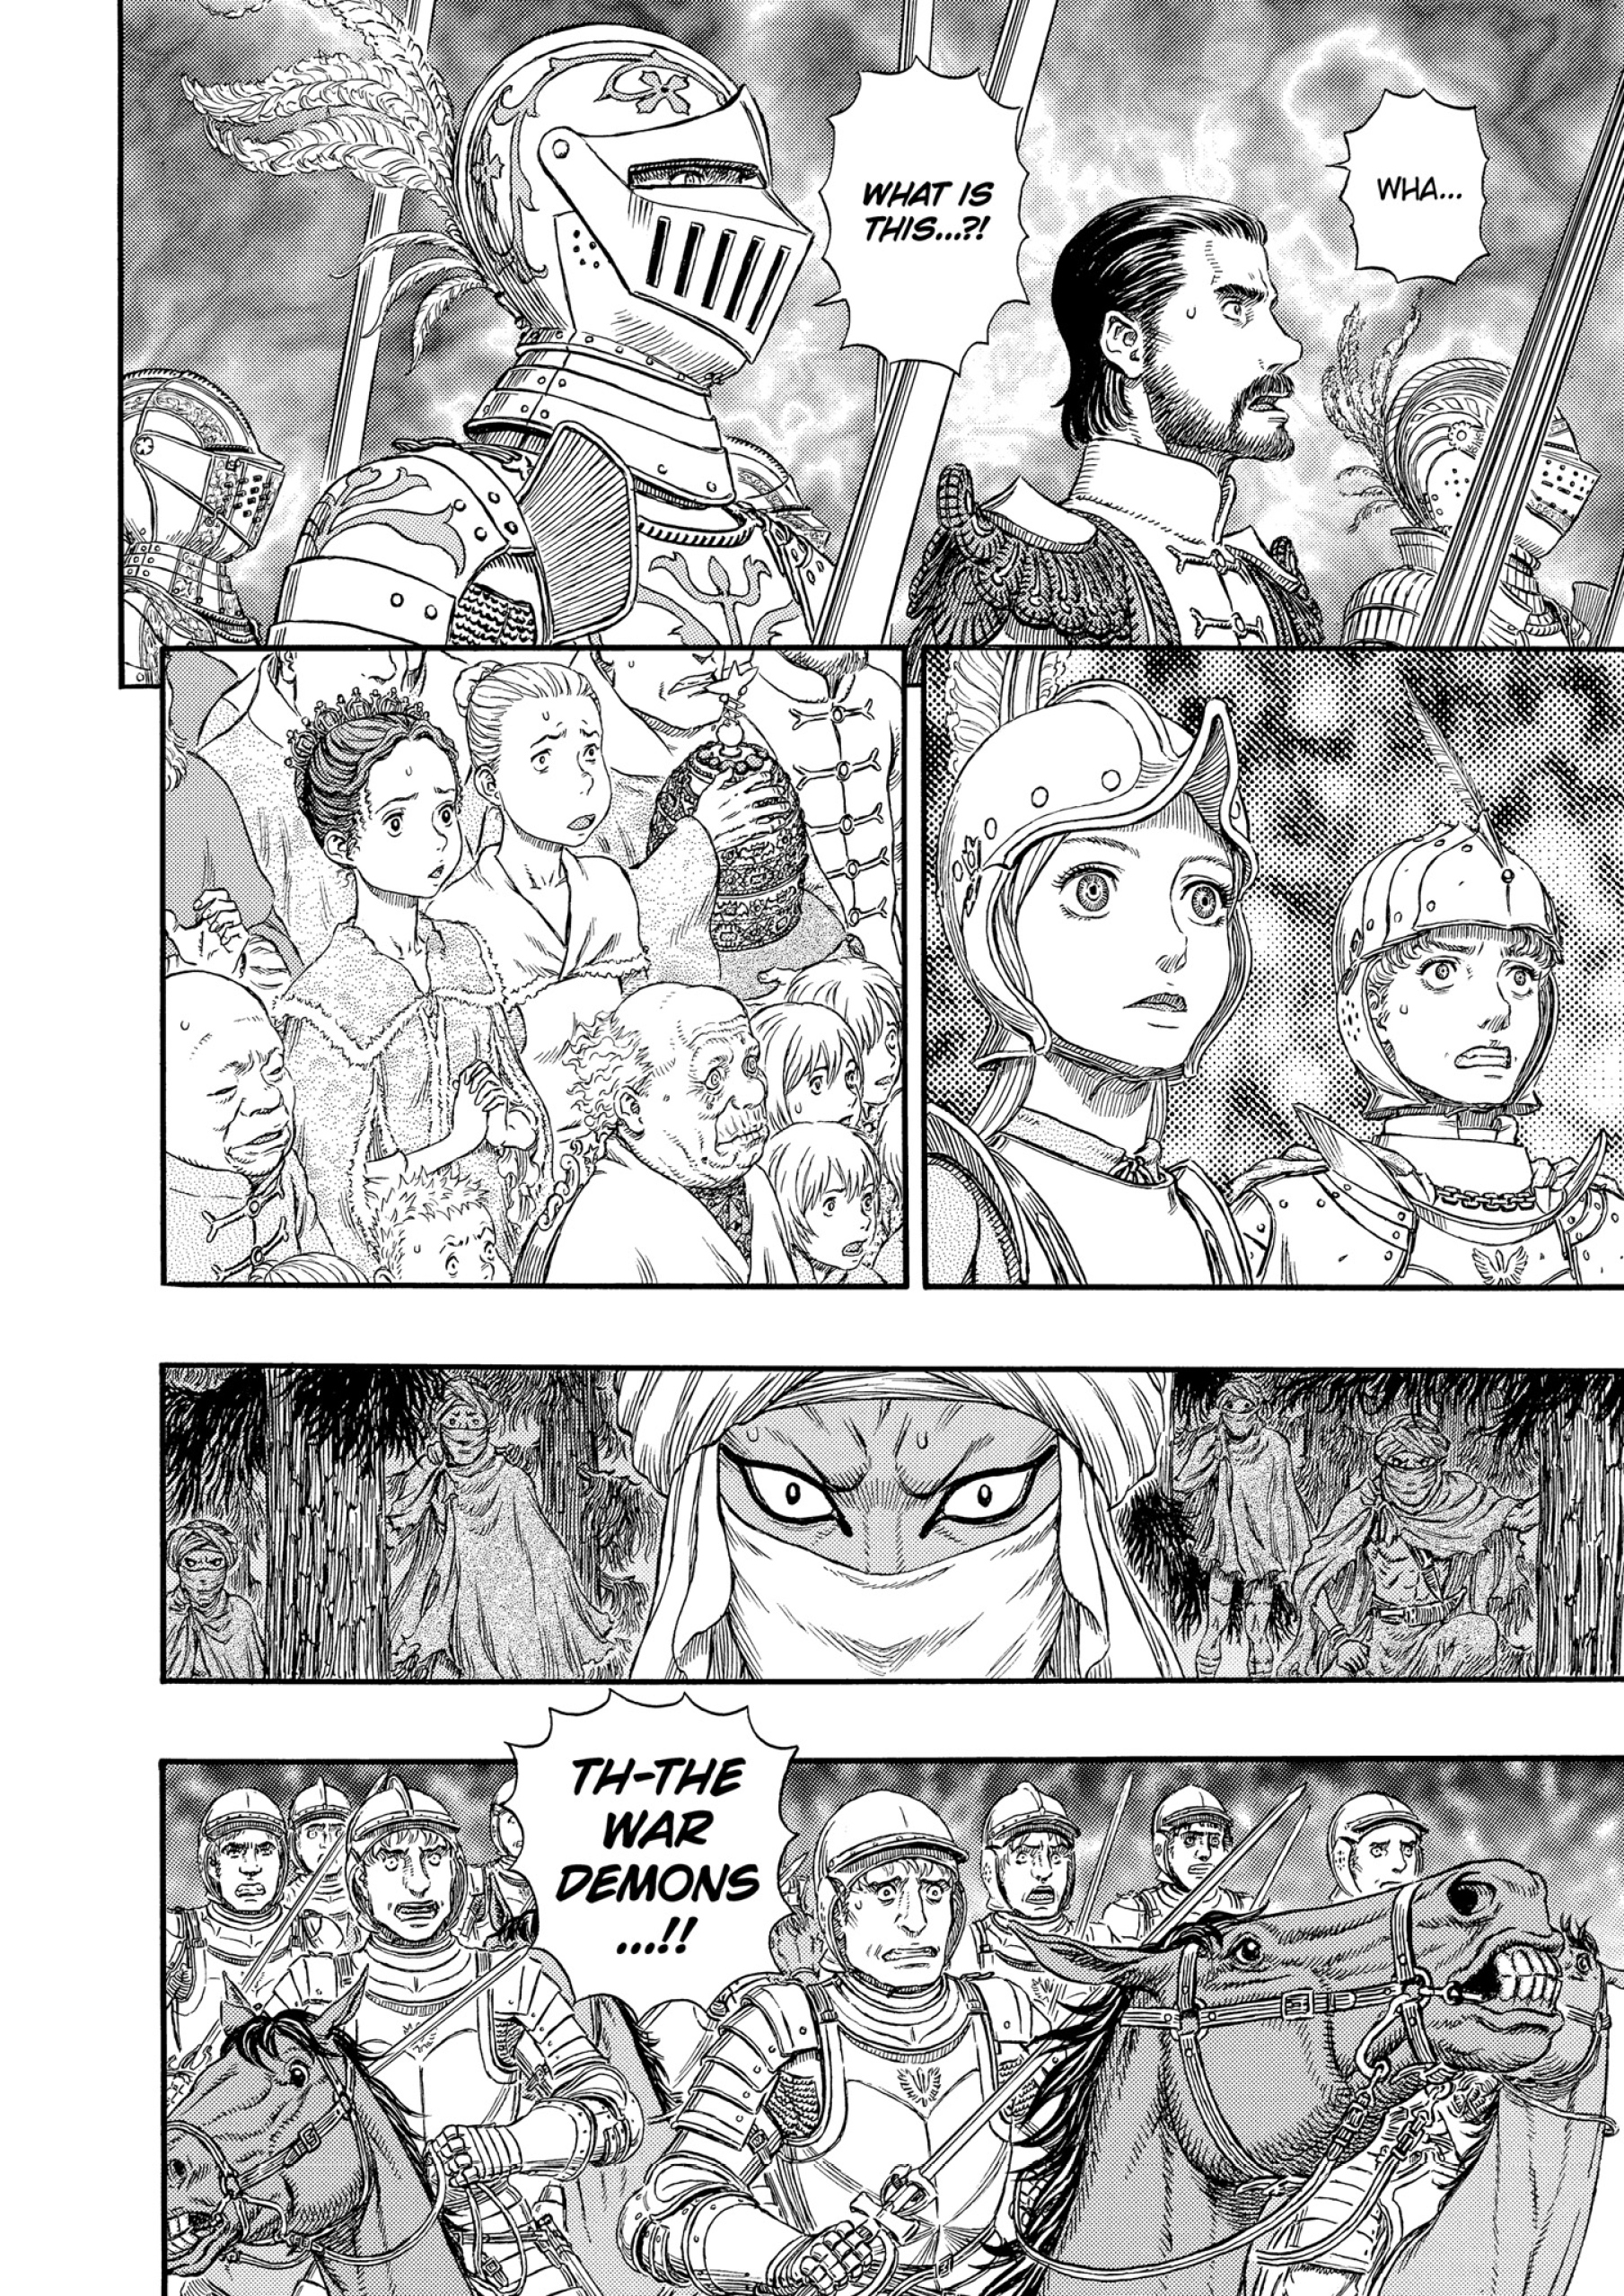 WHA...
WHAT IS
THIS...?!
TH-THE
WAR
DEMONS
...!!